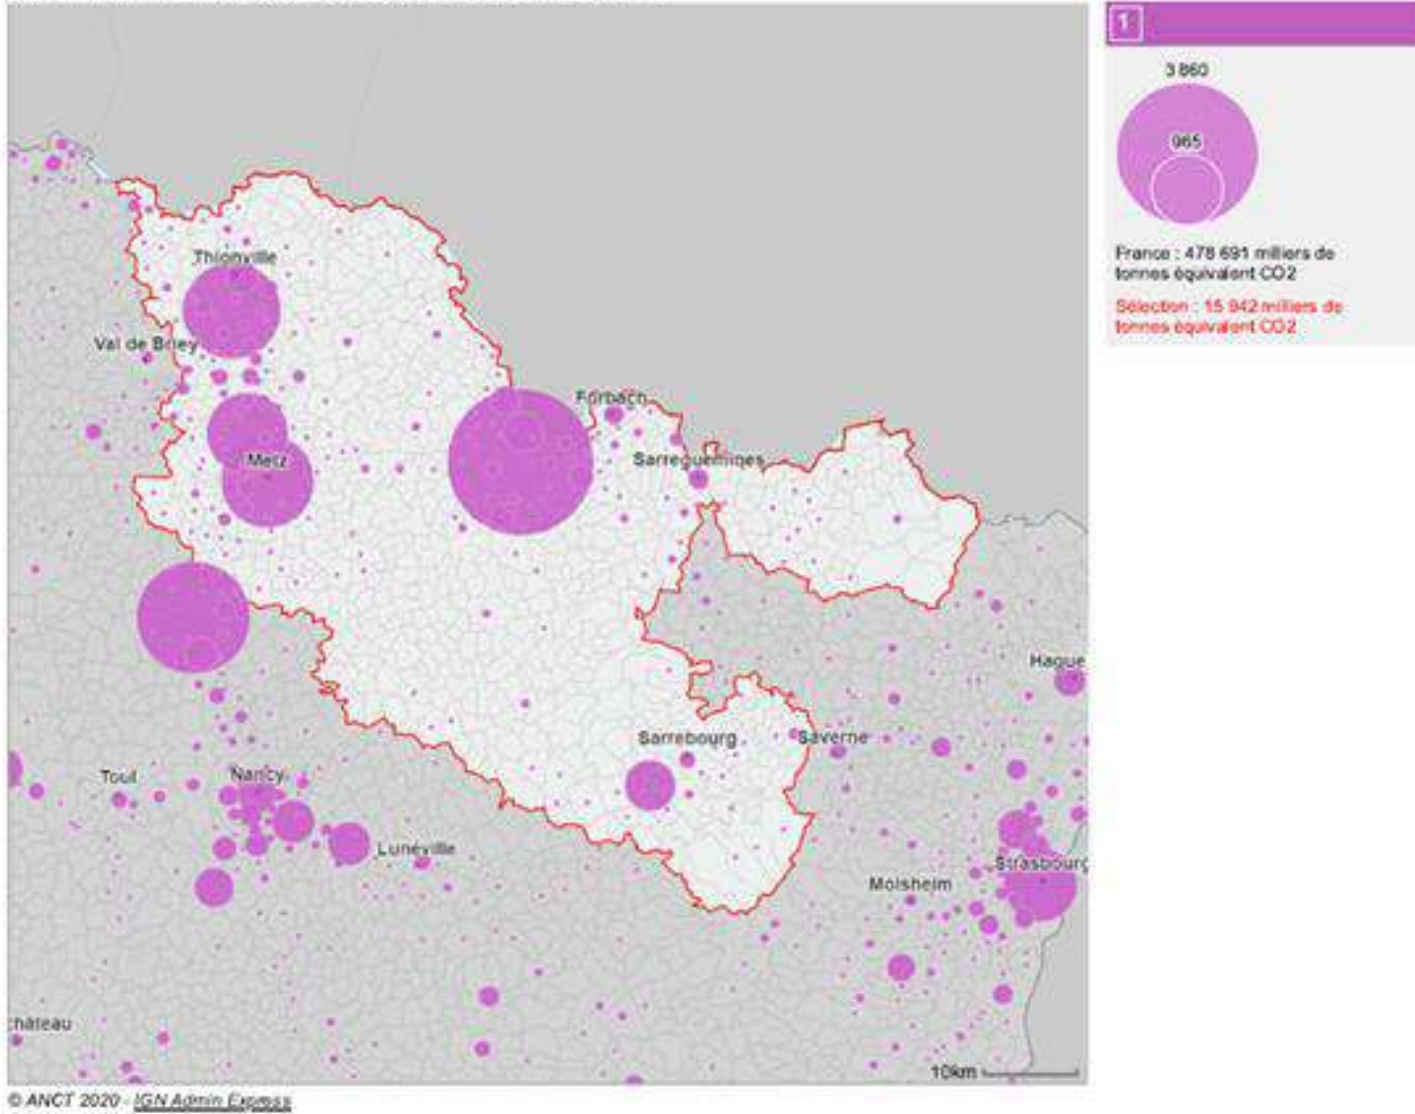 1
3 860
965
France : 478 691 milliers de
tonnes équivalent CO2
Sélection : 15 942 milliers de
tonnes équivalent CO2
Thionville
Val de Briey
Forbach
Metz
Sarreguemines
Hague
Sarrebourg
Saverne
Toul
Nancy
Lunéville
Strasbourg
Molsheim
château
10km
© ANCT 2020 - IGN Admin Express